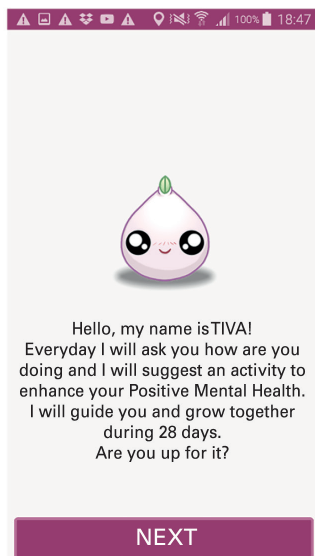 100% 18:47
Hello, my name is TIVA!
Everyday I will ask you how are you
doing and I will suggest an activity to
enhance your Positive Mental Health.
I will guide you and grow together
during 28 days.
Are you up for it?
NEXT